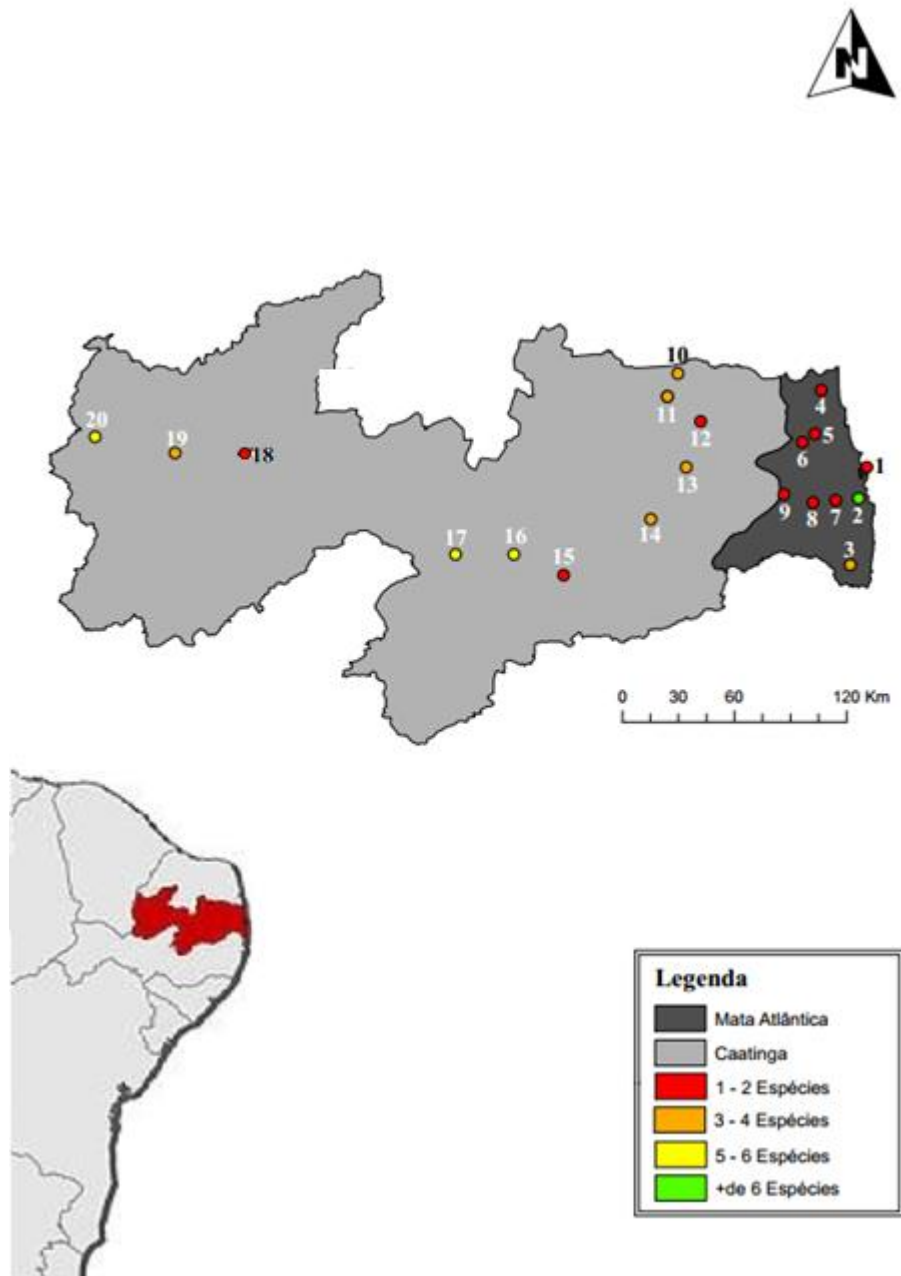 N
10
11
4
20
12
5
19
18
6
1
13
9
8
7
2
14
17
16
15
3
0 30 60 120 Km
Legenda
Mata Atlântica
Caatinga
1 - 2 Espécies
3 - 4 Espécies
5 - 6 Espécies
+de 6 Espécies